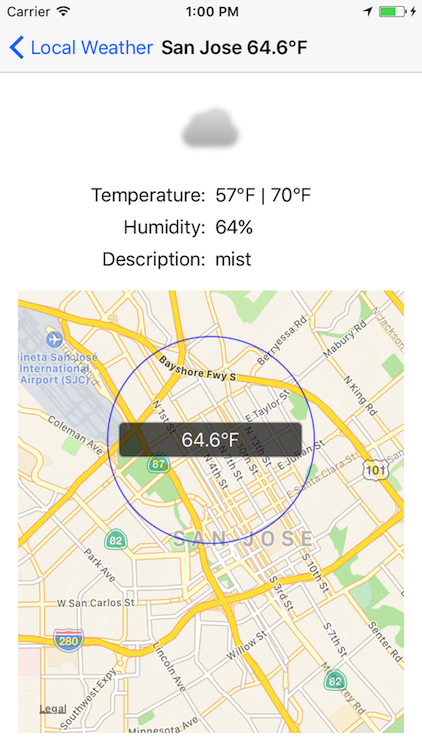 Carrier 1:00 PM
Local Weather San Jose 64.6°F
Temperature: 57°F | 70°F
Humidity: 64%
Description: mist
N Jackson
Berryessa Rd
Mabury Rd
Mineta San José
International
Airport (SJC)
Bayshore Fwy S
N King Rd
N 1st St
E Taylor St
Coleman Ave
64.6°F
N 13th St
E Julian St
N 4th St
87
E Santa Clara St
101
82
SAN JOSE
Park Ave
S 10th St
W San Carlos St
S 3rd St
280
Willow St
S 7th St
Senter Rd
Lincoln Ave
82
Southwest Expy
Legal
Minnesota Ave